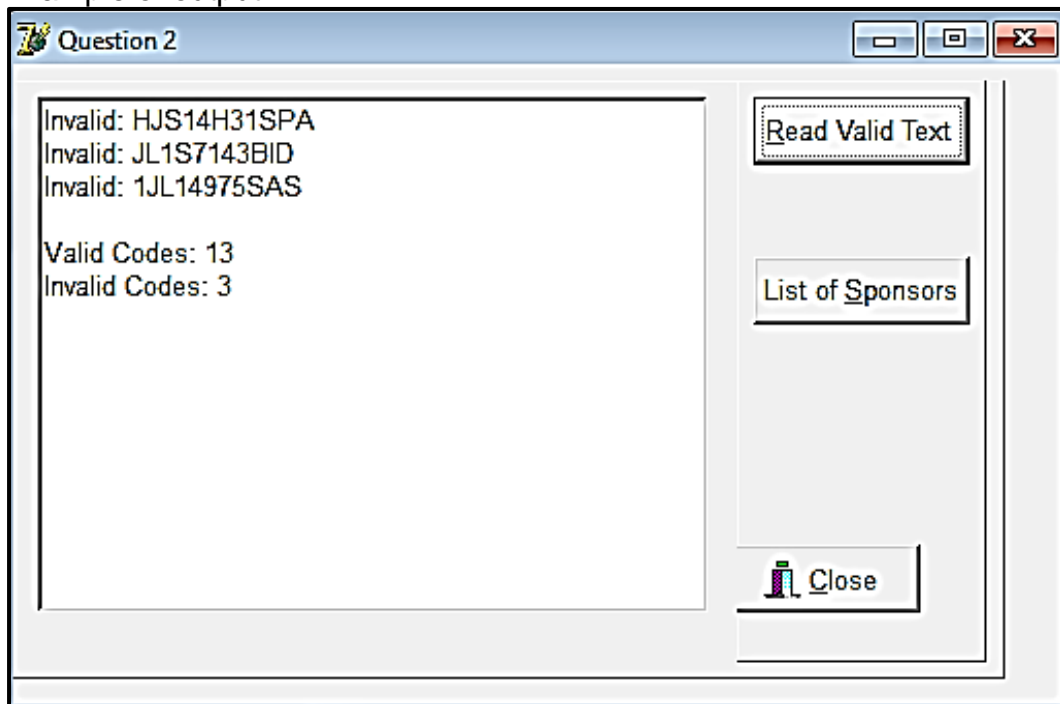 Question 2
Invalid: HJS14H31SPA
Invalid: JL1S7143BID
Invalid: 1JL14975SAS
Valid Codes: 13
Invalid Codes: 3
Read Valid Text
List of Sponsors
Close